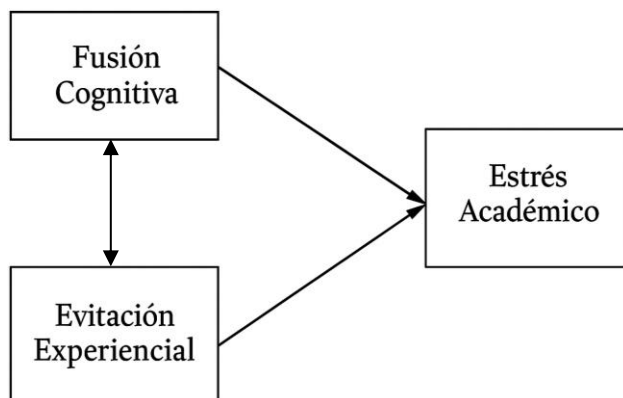 Fusión
Cognitiva
Estrés
Académico
Evitación
Experiencial